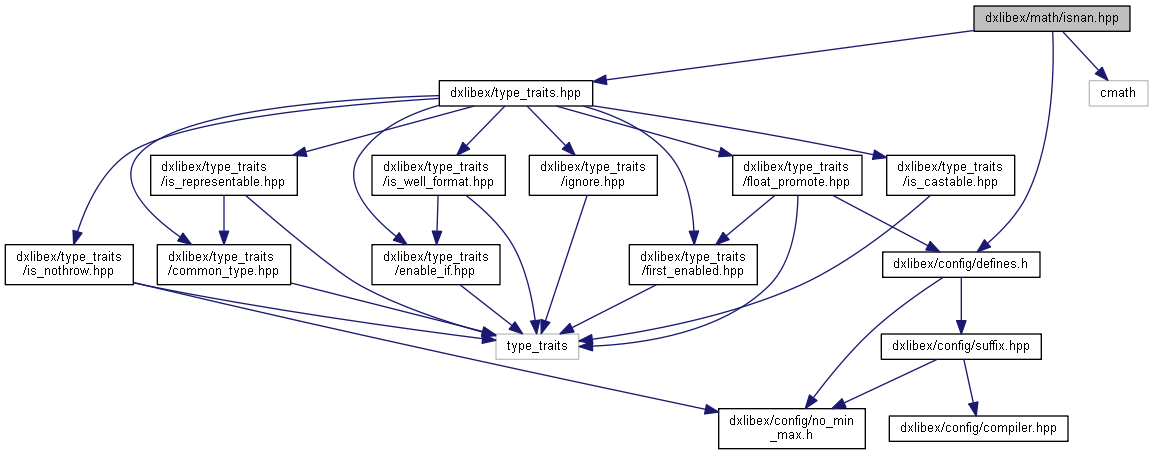 dxlibex/math/isnan.hpp
dxlibex/type_traits.hpp
cmath
dxlibex/type_traits
/is_representable.hpp
dxlibex/type_traits
/is_well_format.hpp
dxlibex/type_traits
/ignore.hpp
dxlibex/type_traits
/float_promote.hpp
dxlibex/type_traits
/is_castable.hpp
dxlibex/type_traits
/is_nothrow.hpp
dxlibex/type_traits
/common_type.hpp
dxlibex/type_traits
/enable_if.hpp
dxlibex/type_traits
/first_enabled.hpp
dxlibex/config/defines.h
type_traits
dxlibex/config/suffix.hpp
dxlibex/config/no_min
_max.h
dxlibex/config/compiler.hpp